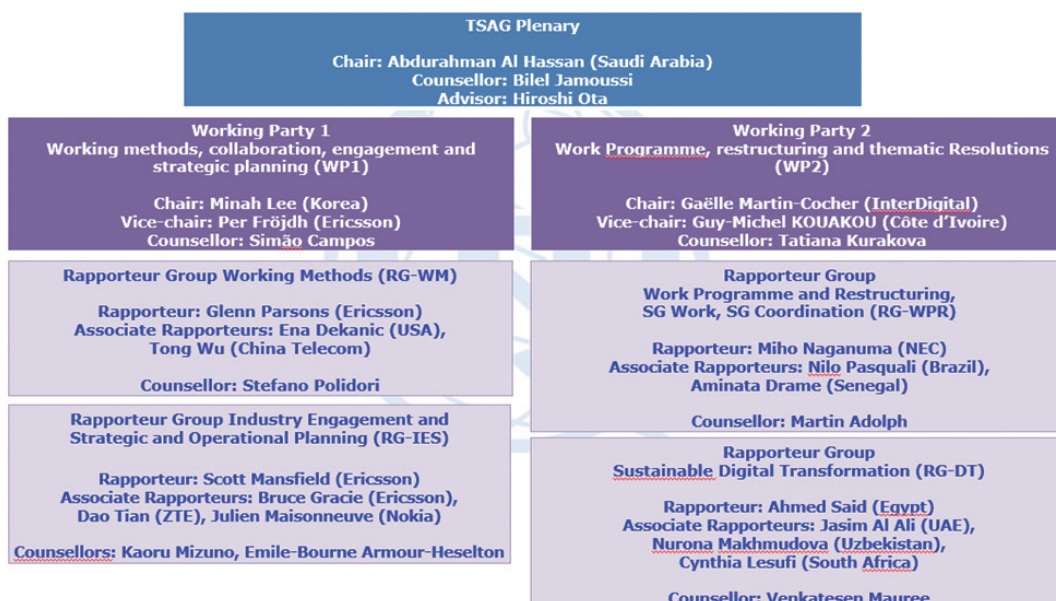 TSAG Plenary
Chair: Abdurahman Al Hassan (Saudi Arabia)
Counsellor: Bilel Jamoussi
Advisor: Hiroshi Ota
Working Party 1
Working methods, collaboration, engagement and
strategic planning (WP1)
Chair: Minah Lee (Korea)
Vice-chair: Per Fröjdh (Ericsson)
Counsellor: Simão Campos
Rapporteur Group Working Methods (RG-WM)
Rapporteur: Glenn Parsons (Ericsson)
Associate Rapporteurs: Ena Dekanic (USA),
Tong Wu (China Telecom)
Counsellor: Stefano Polidori
Rapporteur Group Industry Engagement and
Strategic and Operational Planning (RG-IES)
Rapporteur: Scott Mansfield (Ericsson)
Associate Rapporteurs: Bruce Gracie (Ericsson),
Dao Tian (ZTE), Julien Maisonneuve (Nokia)
Counsellors: Kaoru Mizuno, Emile-Bourne Armour-Heselton
Working Party 2
Work Programme, restructuring and thematic Resolutions
(WP2)
Chair: Gaëlle Martin-Cocher (InterDigital)
Vice-chair: Guy-Michel KOUAKOU (Côte d'Ivoire)
Counsellor: Tatiana Kurakova
Rapporteur Group
Work Programme and Restructuring,
SG Work, SG Coordination (RG-WPR)
Rapporteur: Miho Naganuma (NEC)
Associate Rapporteurs: Nilo Pasquali (Brazil),
Aminata Drame (Senegal)
Counsellor: Martin Adolph
Rapporteur Group
Sustainable Digital Transformation (RG-DT)
Rapporteur: Ahmed Said (Egypt)
Associate Rapporteurs: Jasim Al Ali (UAE),
Nurona Makhmudova (Uzbekistan),
Cynthia Lesufi (South Africa)
Counsellor: Venkatesen Mauree